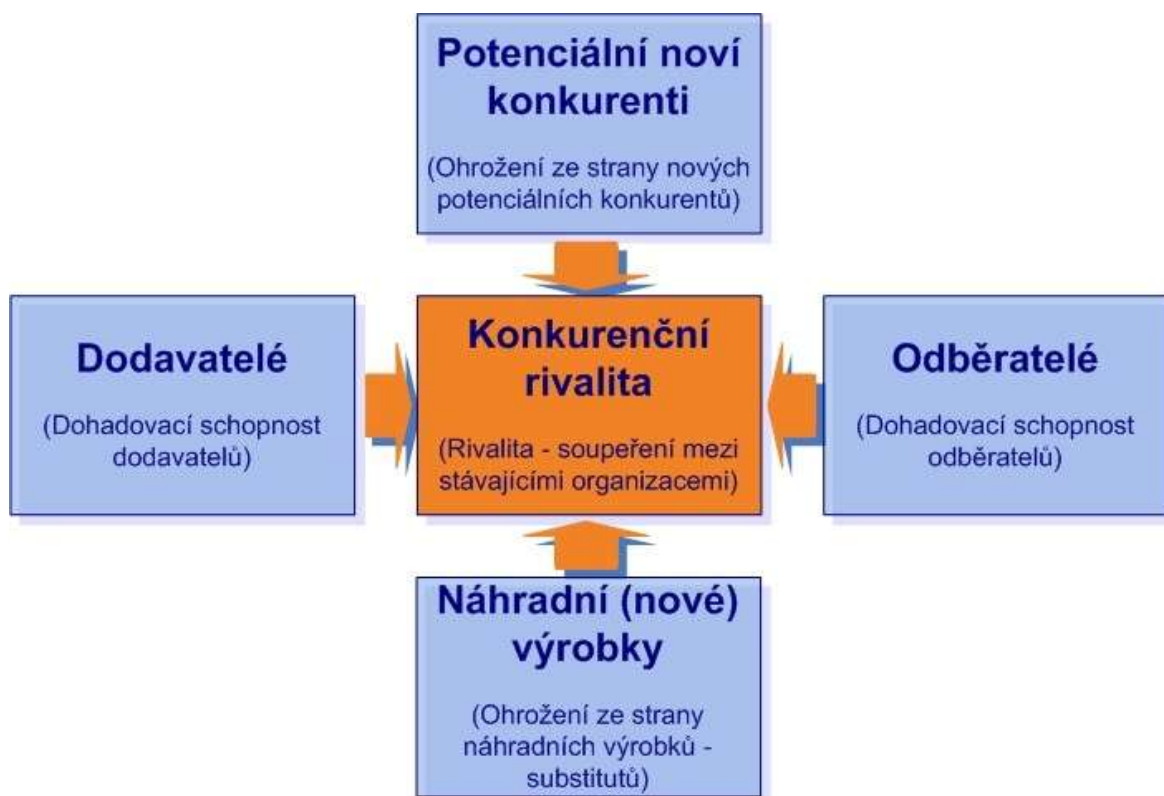 Potenciální noví
konkurenti
(Ohrožení ze strany nových
potenciálních konkurentů)
Dodavatelé
(Dohadovací schopnost
dodavatelů)
Konkurenční
rivalita
(Rivalita - soupeření mezi
stávajícími organizacemi)
Odběratelé
(Dohadovací schopnost
odběratelů)
Náhradní (nové)
výrobky
(Ohrožení ze strany
náhradních výrobků -
substitutů)